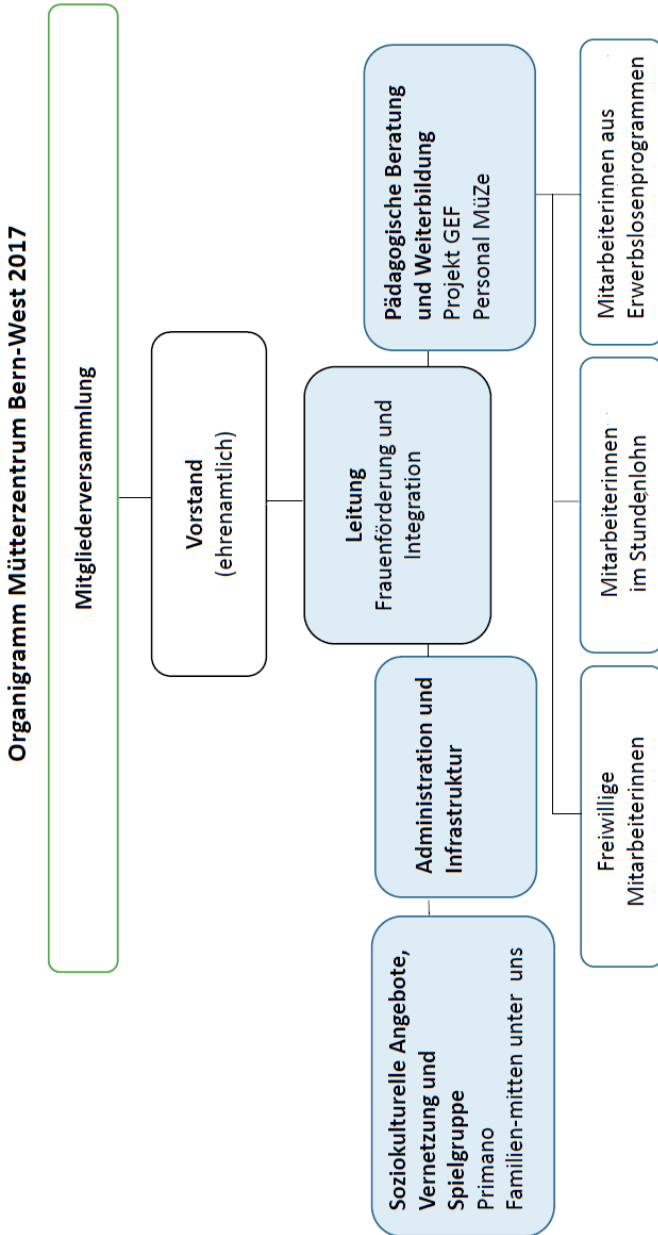 Organigramm Mütterzentrum Bern-West 2017
Mitgliederversammlung
Vorstand
(ehrenamtlich)
Leitung
Frauenförderung und
Integration
Soziokulturelle Angebote,
Vernetzung und
Spielgruppe
Primano
Familien-mitten unter uns
Administration und
Infrastruktur
Pädagogische Beratung
und Weiterbildung
Projekt GEF
Personal MüZe
Freiwillige
Mitarbeiterinnen
Mitarbeiterinnen
im Stundenlohn
Mitarbeiterinnen aus
Erwerbslosenprogrammen